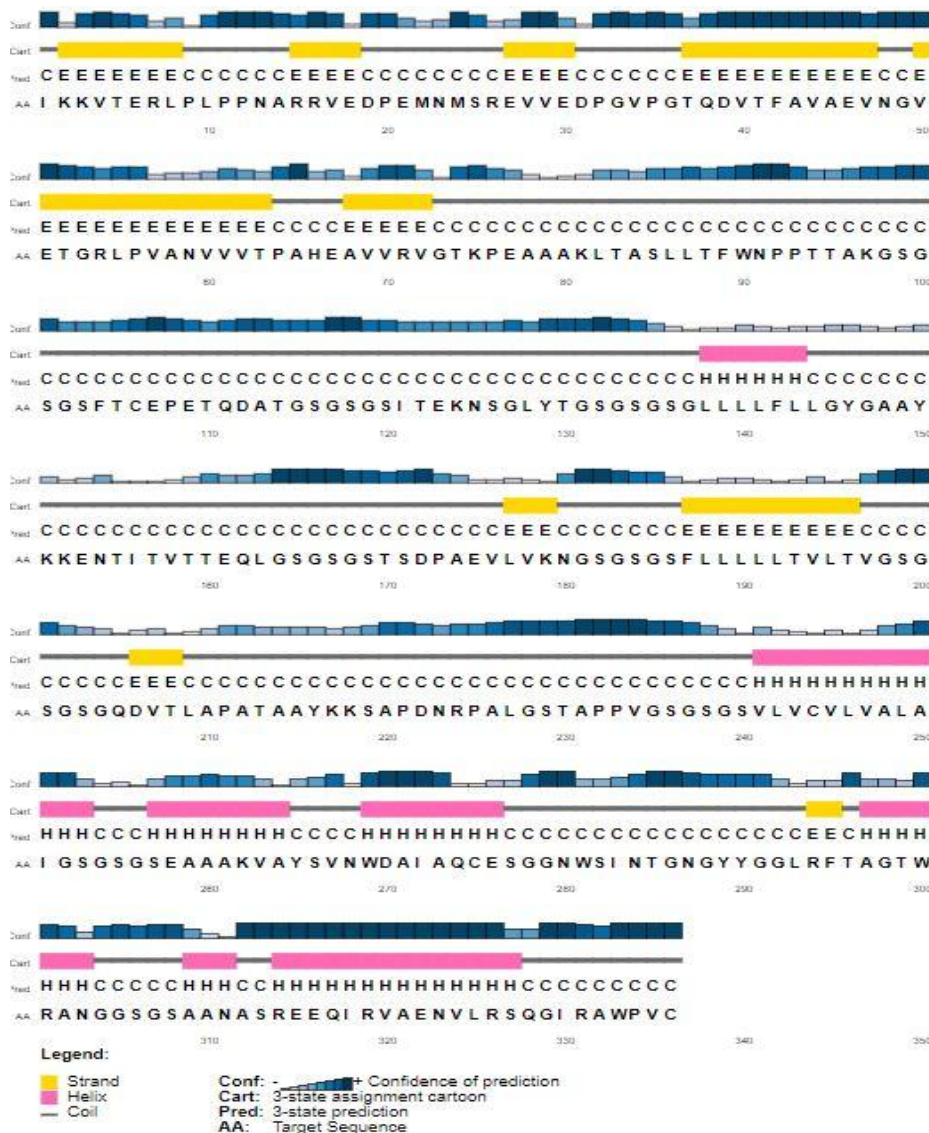 Conf
Cart
Pred C E E E E E E E C C C C C C E E E E C C C C C C C C E E E E C C C C C C E E E E E E E E E E E C C E
AA I K K V T E R L P L P P N A R R V E D P E M N M S R E V V E D P G V P G T Q D V T F A V A E V N G V
10 20 30 40 50
Conf
Cart
Pred E E E E E E E E E E E E E C C C C E E E E E C C C C C C C C C C C C C C C C C C C C C C C C C C C C
AA E T G R L P V A N V V V T P A H E A V V R V G T K P E A A A K L T A S L L T F W N P P T T A K G S G
60 70 80 90 100
Conf
Cart
Pred C C C C C C C C C C C C C C C C C C C C C C C C C C C C C C C C C C C C C H H H H H H C C C C C C C
AA S G S F T C E P E T Q D A T G S G S G S I T E K N S G L Y T G S G S G S G L L L L F L L G Y G A A Y
110 120 130 140 150
Conf
Cart
Pred C C C C C C C C C C C C C C C C C C C C C C C C C C E E E C C C C C C C E E E E E E E E E E C C C C
AA K K E N T I T V T T E Q L G S G S G S T S D P A E V L V K N G S G S G S F L L L L L T V L T V G S G
160 170 180 190 200
Conf
Cart
Pred C C C C C E E E C C C C C C C C C C C C C C C C C C C C C C C C C C C C C C C C H H H H H H H H H H
AA S G S G Q D V T L A P A T A A Y K K S A P D N R P A L G S T A P P V G S G S G S V L V C V L V A L A
210 220 230 240 250
Conf
Cart
Pred H H H C C C H H H H H H H H C C C C H H H H H H H H C C C C C C C C C C C C C C C C C E E C H H H H
AA I G S G S G S E A A A K V A Y S V N W D A I A Q C E S G G N W S I N T G N G Y Y G G L R F T A G T W
260 270 280 290 300
Conf
Cart
Pred H H H C C C C C H H H C C H H H H H H H H H H H H H H C C C C C C C C C
AA R A N G G S G S A A N A S R E E Q I R V A E N V L R S Q G I R A W P V C
310 320 330 340 350
Legend:
Strand Conf: - + Confidence of prediction
Helix Cart: 3-state assignment cartoon
Coil Pred: 3-state prediction
AA: Target Sequence